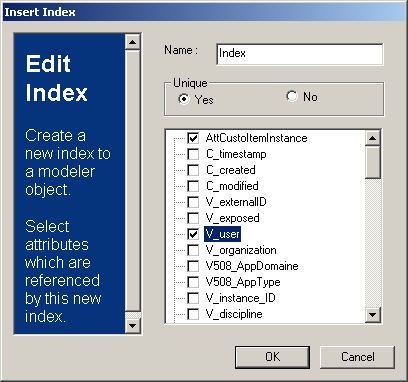 Insert Index
Edit
Index
Create a
new index to
a modeler
object.
Select
attributes
which are
referenced
by this new
index.
Name :
Index
Unique
Yes
No
AttCustoItemInstance
C_timestamp
C_created
C_modified
V_externalID
V_exposed
V_user
V_organization
V508_AppDomaine
V508_AppType
V_instance_ID
V_discipline
OK
Cancel